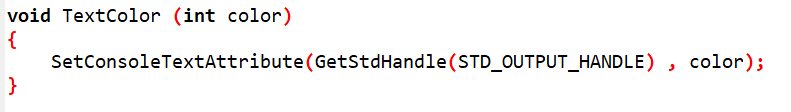 void TextColor (int color)
{
    SetConsoleTextAttribute(GetStdHandle(STD_OUTPUT_HANDLE) , color);
}